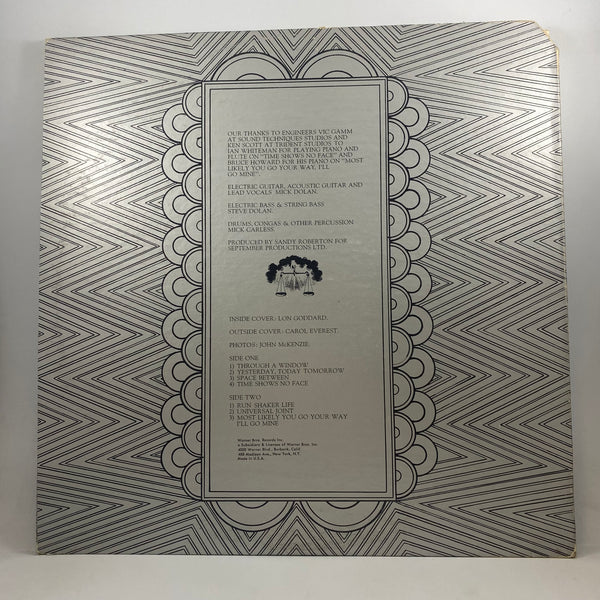 OUR THANKS TO ENGINEERS VIC GAMM
AT SOUND TECHNIQUES STUDIOS AND
KEN SCOTT AT TRIDENT STUDIOS TO
IAN WHITEMAN FOR PLAYING PIANO AND
FLUTE ON "TIME SHOWS NO FACE" AND
BRUCE HOWARD FOR HIS PIANO ON "MOST
LIKELY YOU GO YOUR WAY, I'LL
GO MINE".
ELECTRIC GUITAR, ACOUSTIC GUITAR AND
LEAD VOCALS MICK DOLAN.
ELECTRIC BASS & STRING BASS
STEVE DOLAN.
DRUMS, CONGAS & OTHER PERCUSSION
MICK CARLESS.
PRODUCED BY SANDY ROBERTON FOR
SEPTEMBER PRODUCTIONS LTD.
INSIDE COVER: LON GODDARD.
OUTSIDE COVER: CAROL EVEREST.
PHOTOS: JOHN McKENZIE.
SIDE ONE
1) THROUGH A WINDOW
2) YESTERDAY, TODAY TOMORROW
3) SPACE BETWEEN
4) TIME SHOWS NO FACE
SIDE TWO
1) RUN SHAKER LIFE
2) UNIVERSAL JOINT
3) MOST LIKELY YOU GO YOUR WAY
I'LL GO MINE
Warner Bros. Records Inc.
a Subsidiary & Licensee of Warner Bros. Inc.
4000 Warner Blvd., Burbank, Calif.
488 Madison Ave., New York, N.Y.
Made in U.S.A.